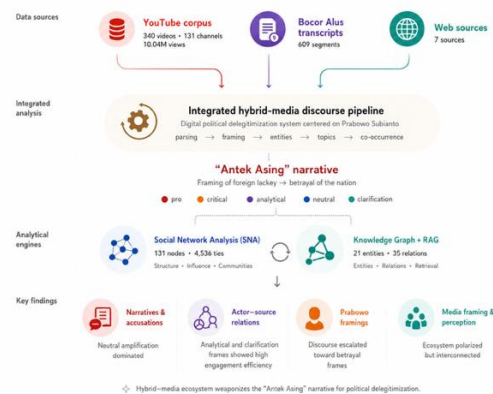 Data sources
YouTube corpus
340 videos • 131 channels
10.04M views
Bocor Alus
transcripts
609 segments
Web sources
7 sources
Integrated
analysis
Integrated hybrid-media discourse pipeline
Digital political delegitimization system centered on Prabowo Subianto
parsing → framing → entities → topics → co-occurrence
“Antek Asing” narrative
Framing of foreign lackey → betrayal of the nation
pro critical analytical neutral clarification
Analytical
engines
Social Network Analysis (SNA)
131 nodes • 4,536 ties
Structure • Influence • Communities
Knowledge Graph + RAG
21 entities • 35 relations
Entities • Relations • Retrieval
Key findings
Narratives &
accusations
Neutral amplification
dominated
Actor–source
relations
Analytical and clarification
frames showed high
engagement efficiency
Prabowo
framings
Discourse escalated
toward betrayal
frames
Media framing &
perception
Ecosystem polarized
but interconnected
Hybrid–media ecosystem weaponizes the “Antek Asing” narrative for political delegitimization.